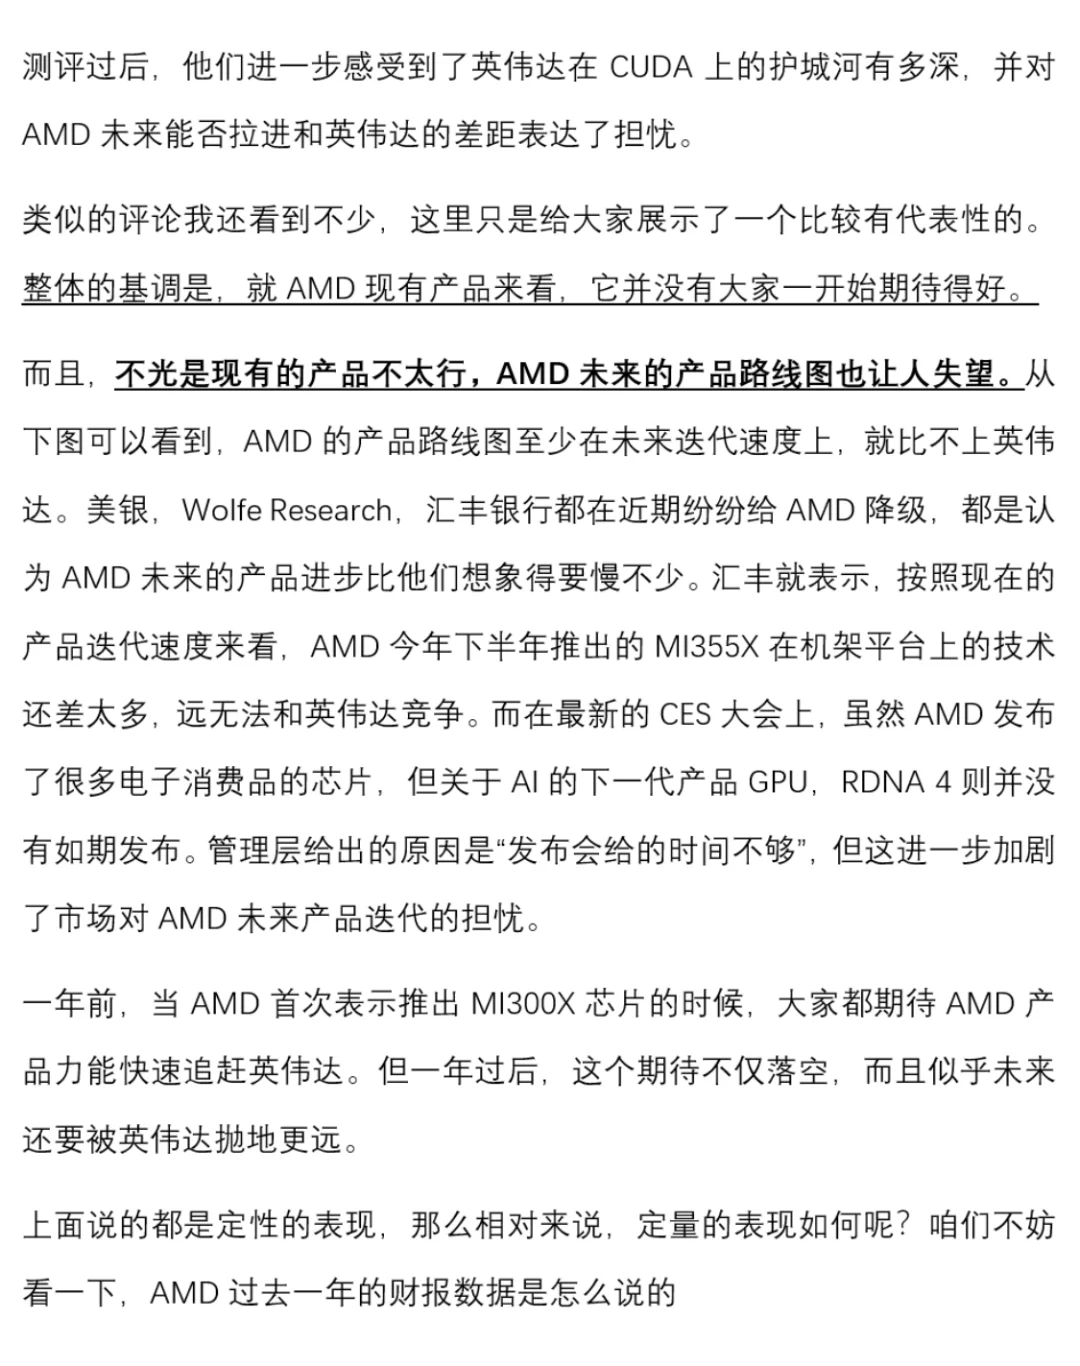 测评过后，他们进一步感受到了英伟达在 CUDA 上的护城河有多深，并对
AMD 未来能否拉进和英伟达的差距表达了担忧。
类似的评论我还看到不少，这里只是给大家展示了一个比较有代表性的。
整体的基调是，就 AMD 现有产品来看，它并没有大家一开始期待得好。
而且，不光是现有的产品不太行，AMD 未来的产品路线图也让人失望。从
下图可以看到，AMD 的产品路线图至少在未来迭代速度上，就比不上英伟
达。美银，Wolfe Research，汇丰银行都在近期纷纷给 AMD 降级，都是认
为 AMD 未来的产品进步比他们想象得要慢不少。汇丰就表示，按照现在的
产品迭代速度来看，AMD 今年下半年推出的 MI355X 在机架平台上的技术
还差太多，远无法和英伟达竞争。而在最新的 CES 大会上，虽然 AMD 发布
了很多电子消费品的芯片，但关于 AI 的下一代产品 GPU，RDNA 4 则并没
有如期发布。管理层给出的原因是“发布会给的时间不够”，但这进一步加剧
了市场对 AMD 未来产品迭代的担忧。
一年前，当 AMD 首次表示推出 MI300X 芯片的时候，大家都期待 AMD 产
品力能快速追赶英伟达。但一年过后，这个期待不仅落空，而且似乎未来
还要被英伟达抛地更远。
上面说的都是定性的表现，那么相对来说，定量的表现如何呢？咱们不妨
看一下，AMD 过去一年的财报数据是怎么说的